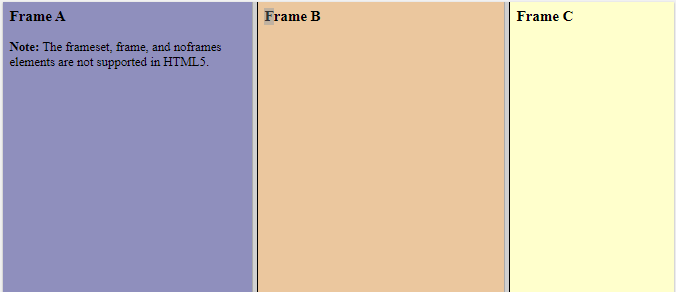 Frame A
Note: The frameset, frame, and noframes
elements are not supported in HTML5.
Frame B
Frame C